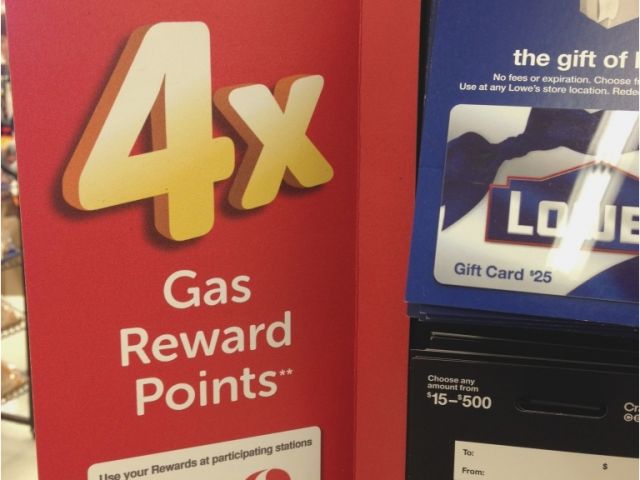 4x
Gas
Reward
Points**
Use your Rewards at participating stations
the gift of
No fees or expiration. Choose
Use at any Lowe's store location.
LOWE
Gift Card $25
Choose any
amount from
$15–$500
To:
$
From: